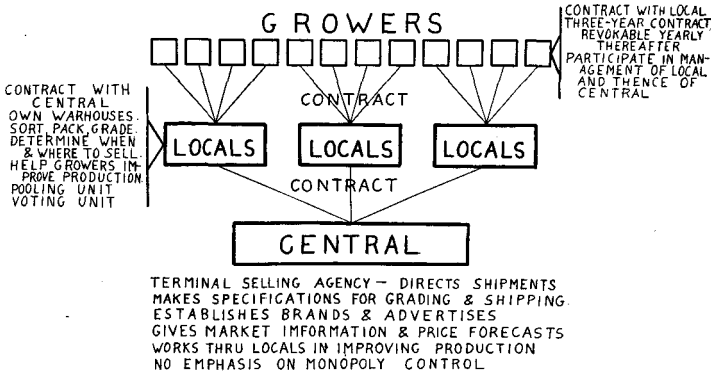 GROWERS
CONTRACT WITH LOCAL
THREE-YEAR CONTRACT,
REVOKABLE YEARLY
THEREAFTER
PARTICIPATE IN MAN-
AGEMENT OF LOCAL
AND THENCE OF
CENTRAL
CONTRACT WITH
CENTRAL
OWN WARHOUSES.
SORT, PACK, GRADE.
DETERMINE WHEN
& WHERE TO SELL.
HELP GROWERS IM-
PROVE PRODUCTION.
POOLING UNIT
VOTING UNIT
CONTRACT
LOCALS LOCALS LOCALS
CONTRACT
CENTRAL
TERMINAL SELLING AGENCY — DIRECTS SHIPMENTS
MAKES SPECIFICATIONS FOR GRADING & SHIPPING.
ESTABLISHES BRANDS & ADVERTISES
GIVES MARKET IMFORMATION & PRICE FORECASTS
WORKS THRU LOCALS IN IMPROVING PRODUCTION
NO EMPHASIS ON MONOPOLY CONTROL